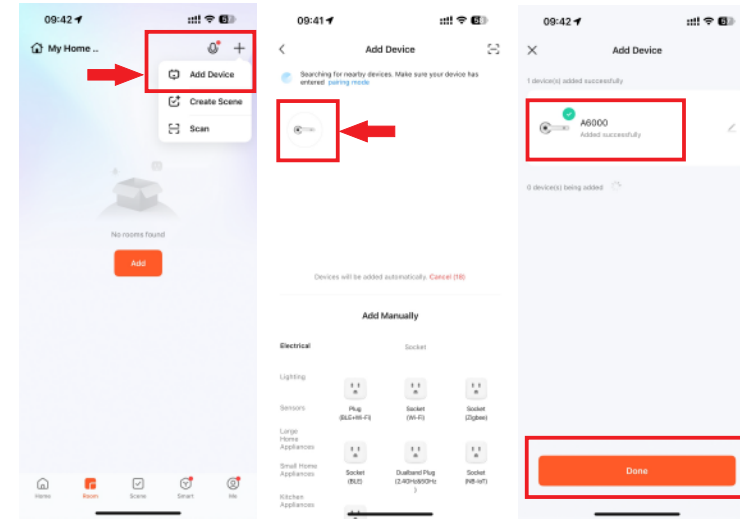 09:42
My Home ..
Add Device
Create Scene
Scan
No rooms found
Add
Home
Room
Scene
Smart
Me
09:41
Add Device
Searching for nearby devices. Make sure your device has
entered pairing mode
Devices will be added automatically. Cancel (18)
Add Manually
Electrical
Socket
Lighting
Sensors
Large
Home
Appliances
Small Home
Appliances
Kitchen
Appliances
Plug
(BLE+Wi-Fi)
Socket
(Wi-Fi)
Socket
(Zigbee)
Socket
(BLE)
Dualband Plug
(2.4GHz&5GHz
)
Socket
(NB-IoT)
09:42
Add Device
1 device(s) added successfully
A6000
Added successfully
0 device(s) being added
Done